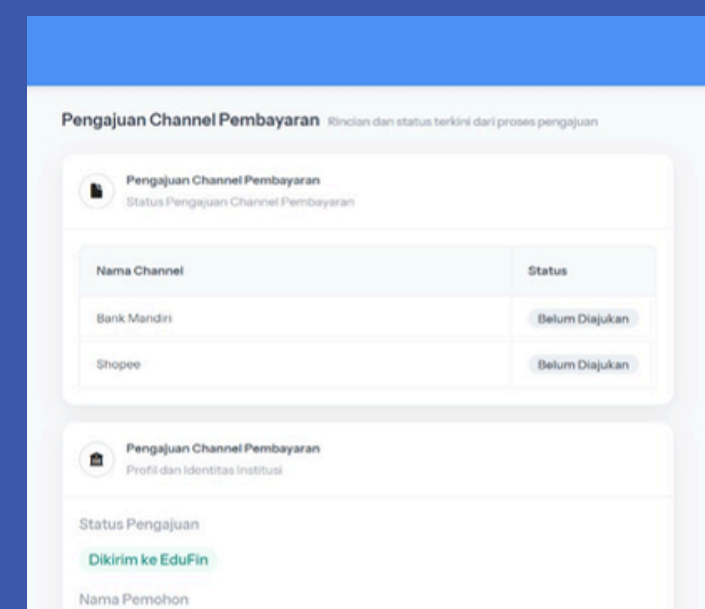 Pengajuan Channel Pembayaran Rincian dan status terkini dari proses pengajuan
Pengajuan Channel Pembayaran
Status Pengajuan Channel Pembayaran
Nama Channel Status
Bank Mandiri Belum Diajukan
Shopee Belum Diajukan
Pengajuan Channel Pembayaran
Profil dan Identitas Institusi
Status Pengajuan
Dikirim ke EduFin
Nama Pemohon